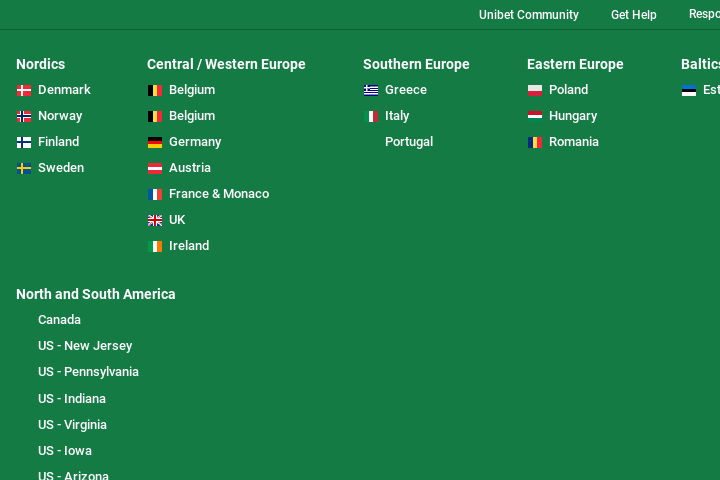 Unibet Community Get Help
Nordics
Denmark
Norway
Finland
Sweden
Central / Western Europe
Belgium
Belgium
Germany
Austria
France & Monaco
UK
Ireland
Southern Europe
Greece
Italy
Portugal
Eastern Europe
Poland
Hungary
Romania
Baltics
North and South America
Canada
US - New Jersey
US - Pennsylvania
US - Indiana
US - Virginia
US - Iowa
US - Arizona